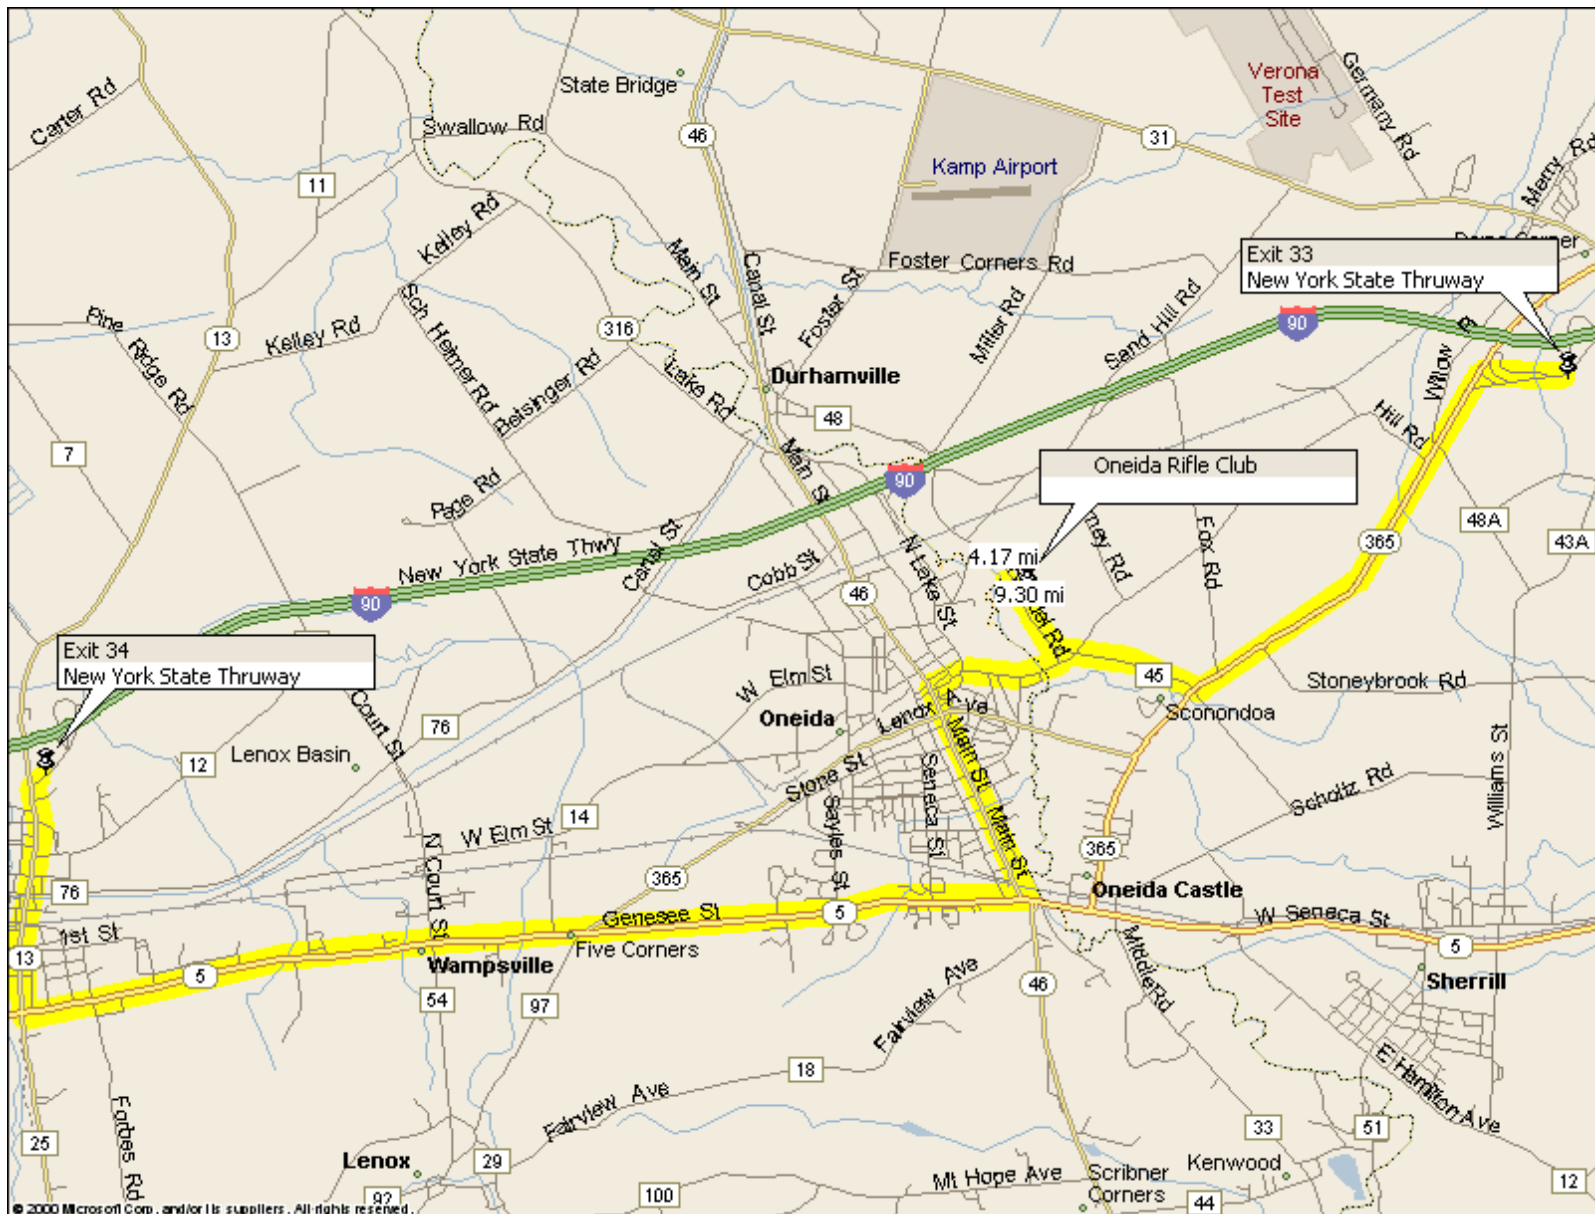 State Bridge
Verona
Test
Site
Germany Rd
Carter Rd
Swallow Rd
46
31
Kamp Airport
Merry Rd
11
Kelley Rd
Main St
Canal St
Foster St
Foster Corners Rd
Exit 33
New York State Thruway
Miller Rd
Sand Hill Rd
90
Pine Ridge Rd
13
Kelley Rd
Sch Heimer Rd
316
Belsinger Rd
Lake Rd
Durhamville
48
Willow
Hill Rd
7
Page Rd
Main St
90
Oneida Rifle Club
48A
43A
365
Fox Rd
New York State Thwy
Canal St
Cobb St
N Lake St
4.17 mi
9.30 mi
90
46
Exit 34
New York State Thruway
W Elm St
45
Stoneybrook Rd
Sconondoa
Oneida
Lenox Ave
76
Court St
12
Lenox Basin
Main St
Stone St
Seneca St
Scholtz Rd
Williams St
14
W Elm St
Sayles St
Main St
365
365
76
N Court St
Oneida Castle
Genesee St
5
W Seneca St
1st St
Five Corners
5
13
5
Wampsville
Middle Rd
Sherrill
54
97
46
Fairview Ave
18
E Hamilton Ave
Fairview Ave
Forbes Rd
25
33
51
Lenox
29
Kenwood
Mt Hope Ave
Scribner
Corners
12
92
100
44
© 2000 Microsoft Corp. and/or its suppliers. All rights reserved.